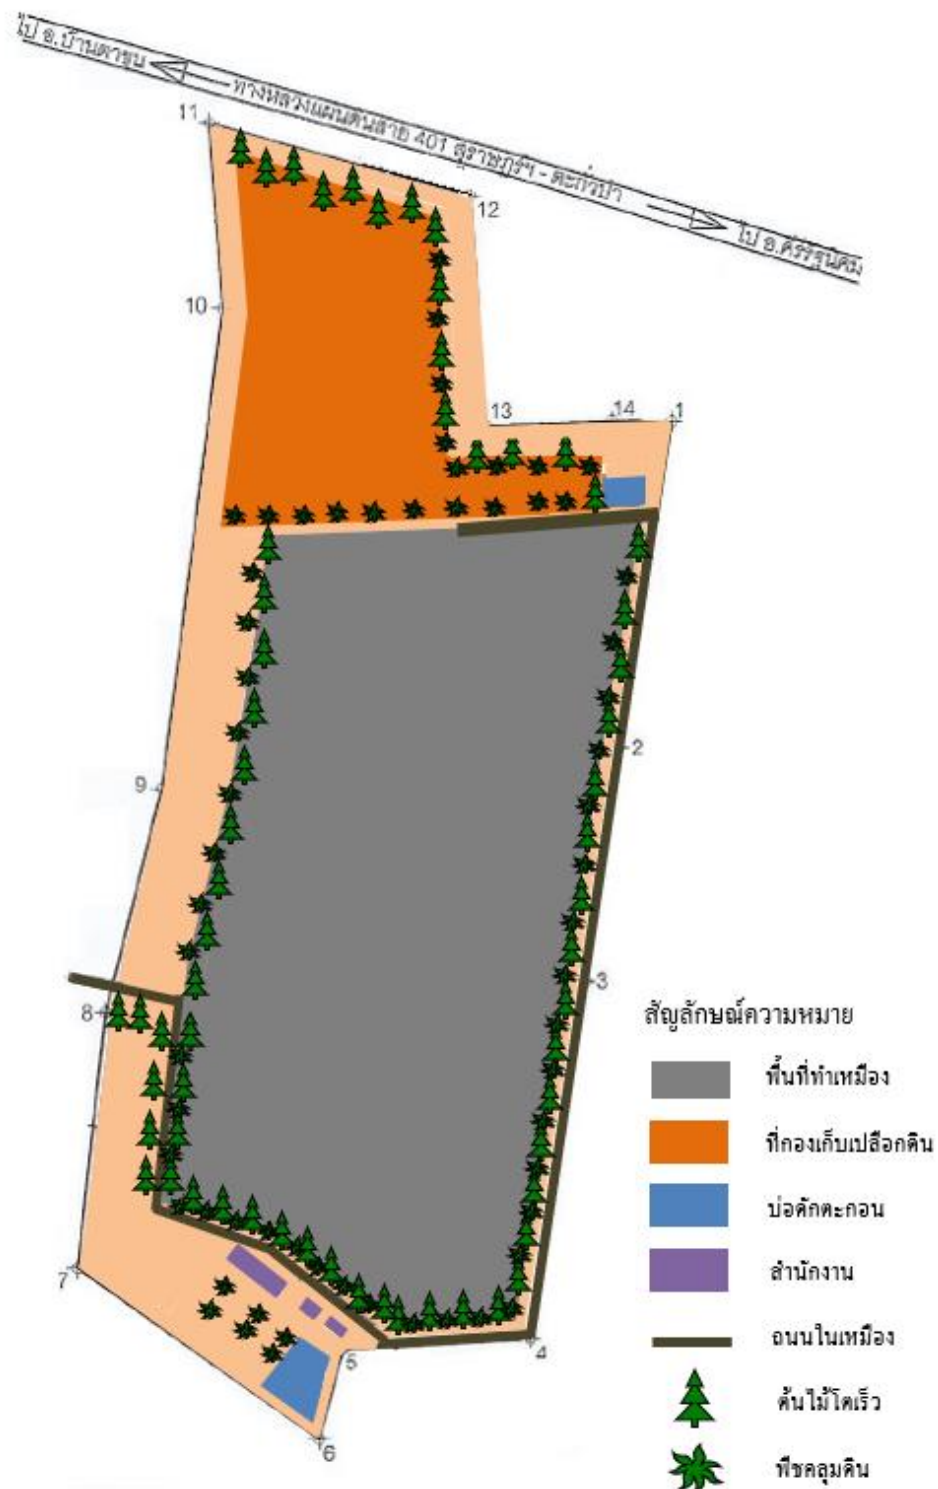 ไป อ.บ้านตาขุน
ทางหลวงแผ่นดินสาย 401 สุราษฎร์ฯ - ตะกั่วป่า
ไป อ.คีรีรัฐนิคม
11
12
10
13
14
1
2
9
3
8
7
5
4
6
สัญลักษณ์ความหมาย
พื้นที่ทำเหมือง
ที่กองเก็บเปลือกดิน
บ่อดักตะกอน
สำนักงาน
ถนนในเหมือง
ต้นไม้โตเร็ว
พืชคลุมดิน